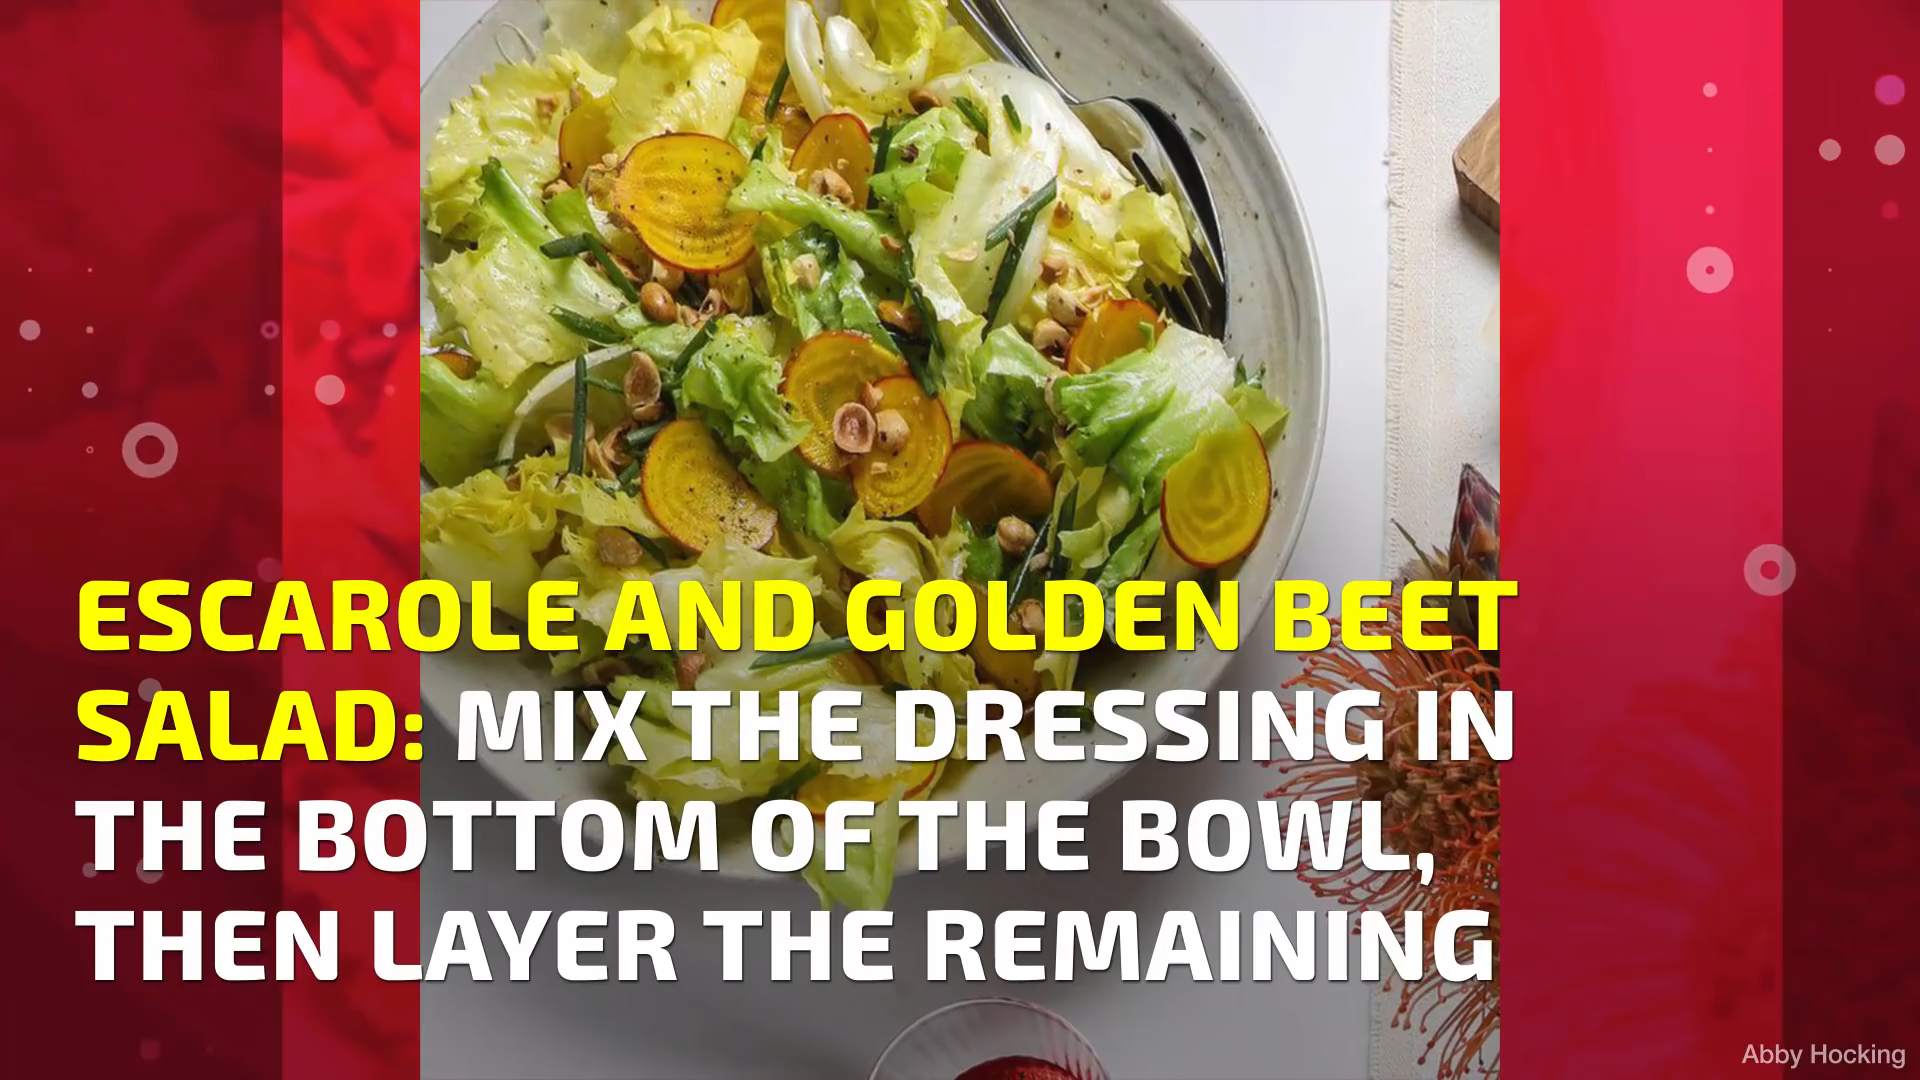 ESCAROLE AND GOLDEN BEET
SALAD: MIX THE DRESSING IN
THE BOTTOM OF THE BOWL,
THEN LAYER THE REMAINING
Abby Hocking